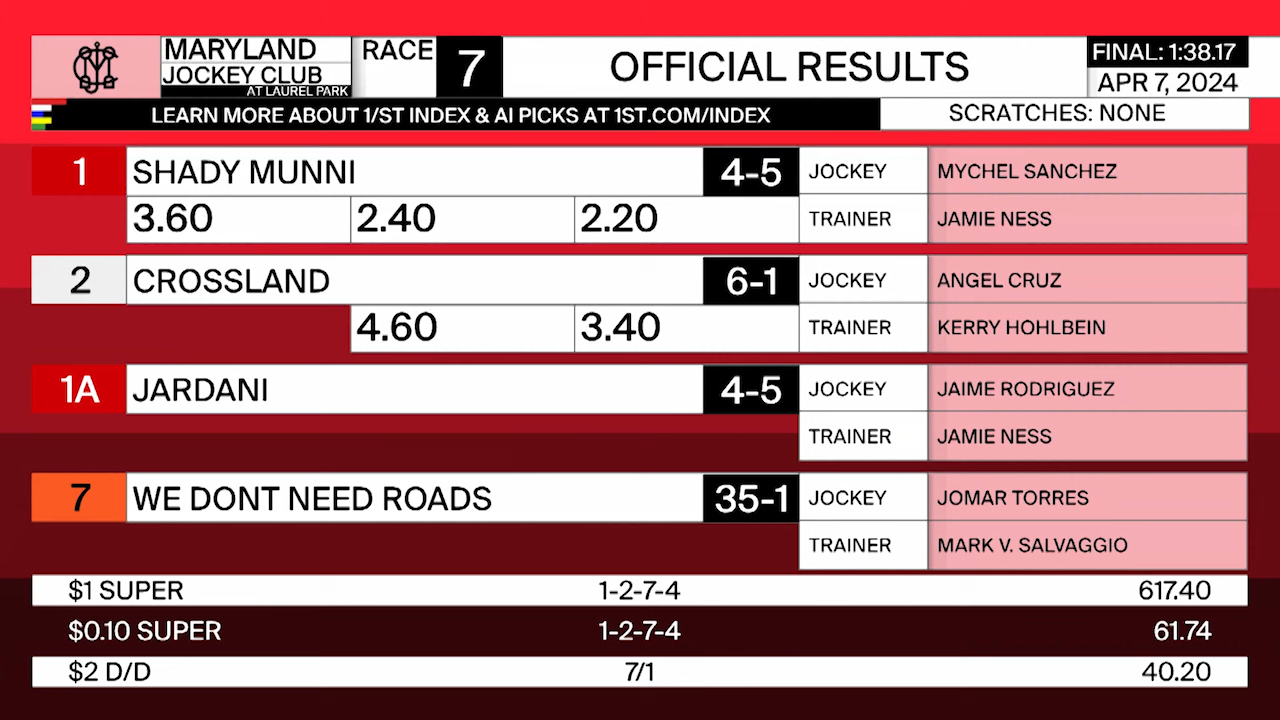 MARYLAND
JOCKEY CLUB
AT LAUREL PARK
RACE 7
OFFICIAL RESULTS
FINAL: 1:38.17
APR 7, 2024
LEARN MORE ABOUT 1/ST INDEX & AI PICKS AT 1ST.COM/INDEX
SCRATCHES: NONE
1 SHADY MUNNI 4-5 JOCKEY MYCHEL SANCHEZ
3.60 2.40 2.20 TRAINER JAMIE NESS
2 CROSSLAND 6-1 JOCKEY ANGEL CRUZ
4.60 3.40 TRAINER KERRY HOHLBEIN
1A JARDANI 4-5 JOCKEY JAIME RODRIGUEZ
TRAINER JAMIE NESS
7 WE DONT NEED ROADS 35-1 JOCKEY JOMAR TORRES
TRAINER MARK V. SALVAGGIO
$1 SUPER 1-2-7-4 617.40
$0.10 SUPER 1-2-7-4 61.74
$2 D/D 7/1 40.20